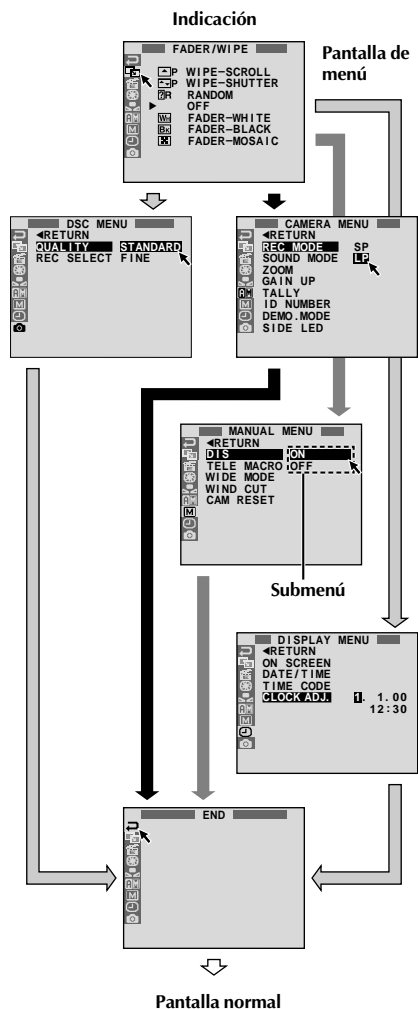 Indicación
Pantalla de
menú
FADER/WIPE
P WIPE–SCROLL
P WIPE–SHUTTER
?R RANDOM
OFF
Wh FADER–WHITE
BK FADER–BLACK
FADER–MOSAIC
DSC MENU
◀RETURN
QUALITY STANDARD
REC SELECT FINE
CAMERA MENU
◀RETURN
REC MODE SP
SOUND MODE LP
ZOOM
GAIN UP
TALLY
ID NUMBER
DEMO.MODE
SIDE LED
MANUAL MENU
◀RETURN
DIS ON
TELE MACRO OFF
WIDE MODE
WIND CUT
CAM RESET
Submenú
DISPLAY MENU
◀RETURN
ON SCREEN
DATE/TIME
TIME CODE
CLOCK ADJ. 1. 1.00
12:30
END
Pantalla normal